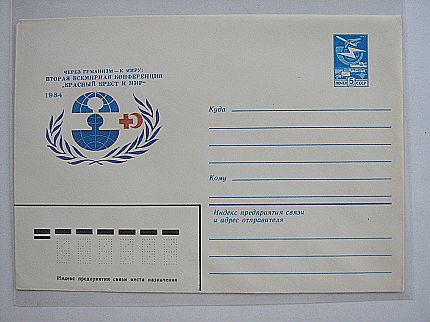 ЧЕРЕЗ ГУМАНИЗМ — К МИРУ!
ВТОРАЯ ВСЕМИРНАЯ КОНФЕРЕНЦИЯ
„КРАСНЫЙ КРЕСТ И МИР“
1984
ПОЧТА 5 СССР
Куда
Кому
Индекс предприятия связи
и адрес отправителя
Индекс предприятия связи места назначения